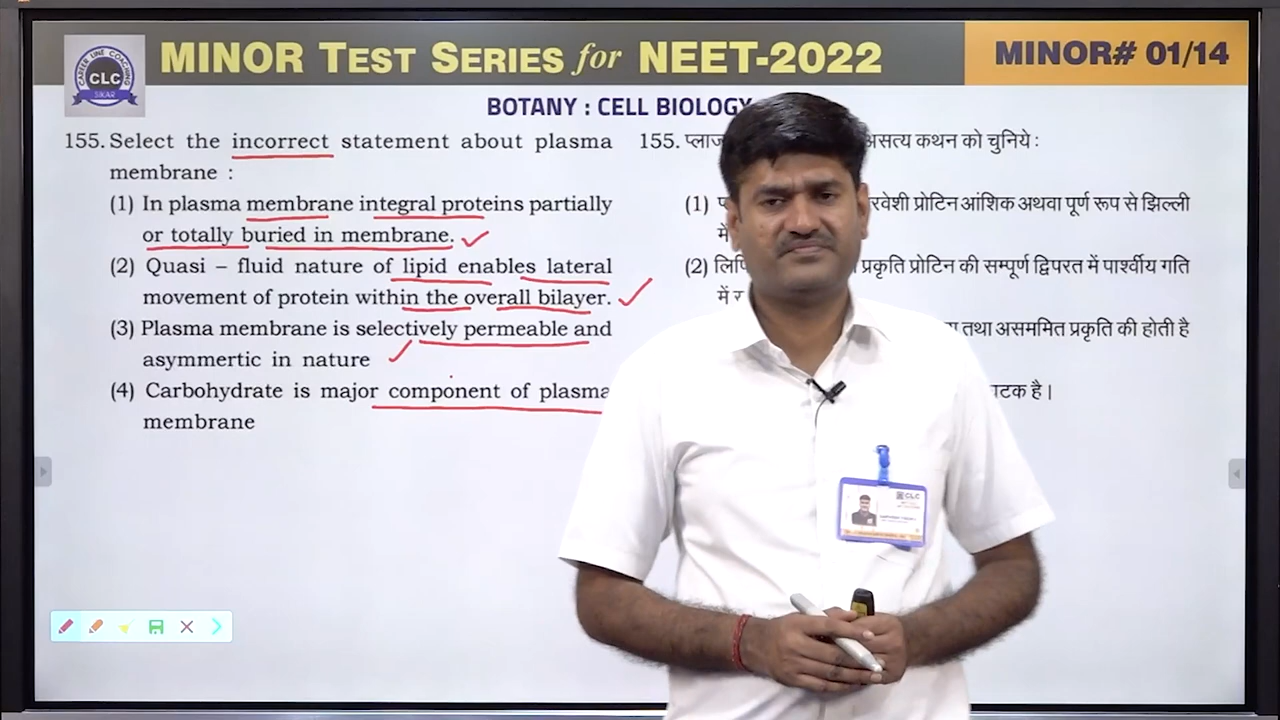 CAREER LINE COACHING
CLC
SIKAR
MINOR TEST SERIES for NEET-2022
MINOR# 01/14
BOTANY : CELL BIOLOGY
155. Select the incorrect statement about plasma
membrane :
(1) In plasma membrane integral proteins partially
or totally buried in membrane.
(2) Quasi – fluid nature of lipid enables lateral
movement of protein within the overall bilayer.
(3) Plasma membrane is selectively permeable and
asymmertic in nature
(4) Carbohydrate is major component of plasma
membrane
155. असत्य कथन को चुनिये :
(1) प्रोटिन आंशिक अथवा पूर्ण रूप से झिल्ली
(2) प्रकृति प्रोटिन की सम्पूर्ण द्विपरत में पार्श्वीय गति
तथा असममित प्रकृति की होती है
है।
CLC